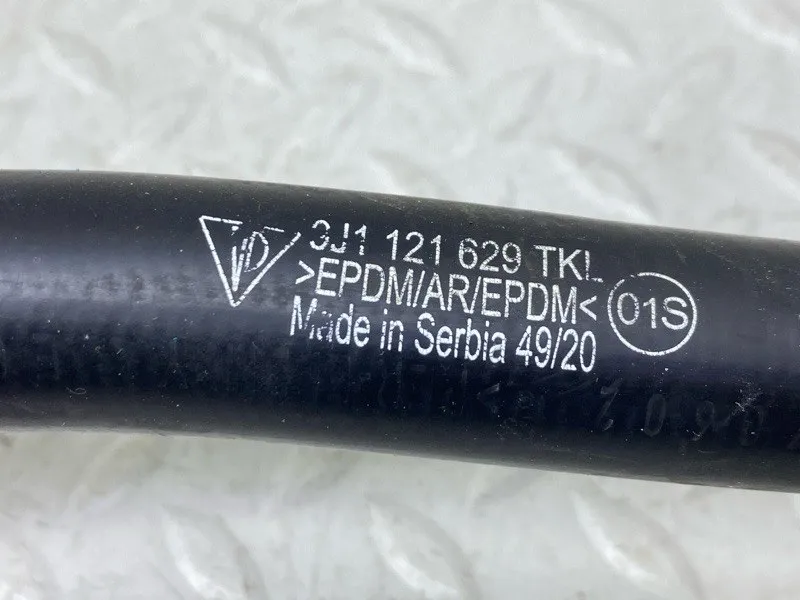 3J1 121 629 TKL
>EPDM/AR/EPDM<
01S
Made in Serbia 49/20